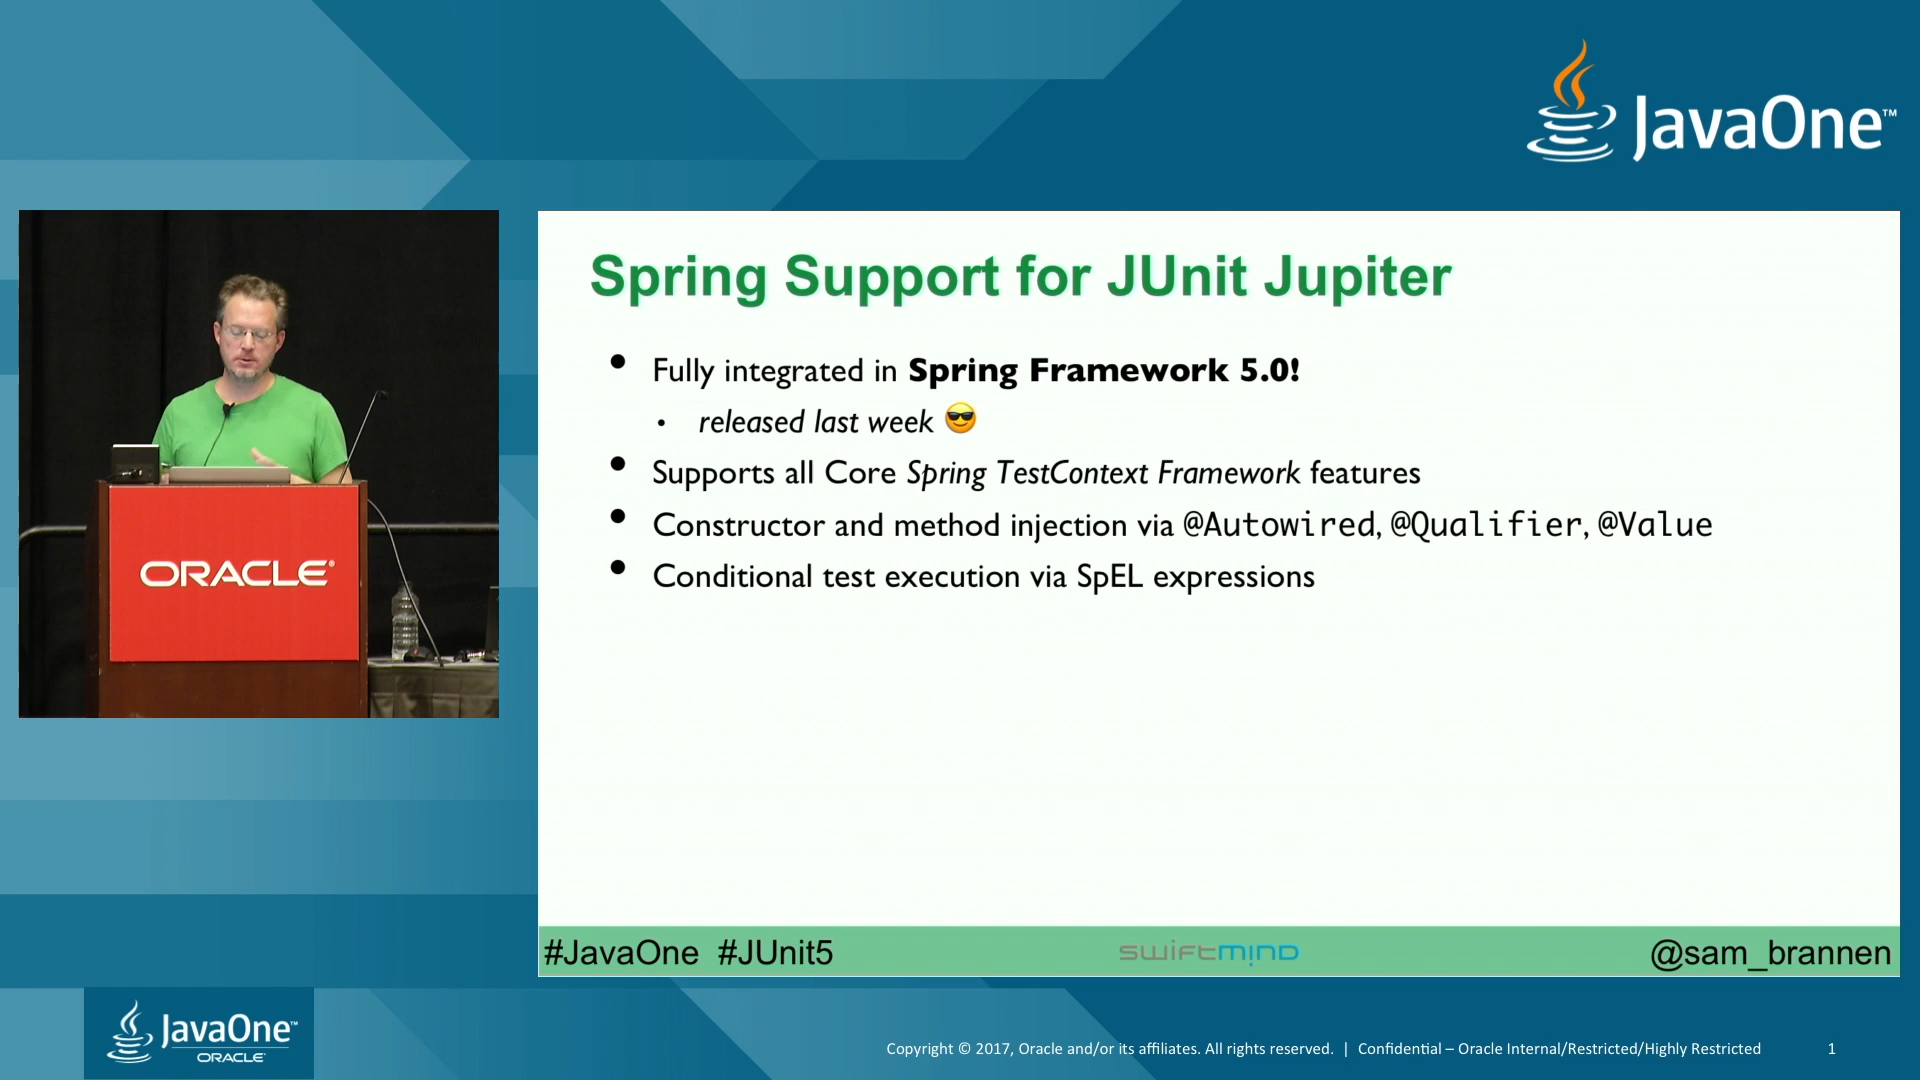 JavaOne™
Spring Support for JUnit Jupiter
• Fully integrated in Spring Framework 5.0!
• released last week 😎
• Supports all Core Spring TestContext Framework features
• Constructor and method injection via @Autowired, @Qualifier, @Value
• Conditional test execution via SpEL expressions
ORACLE®
#JavaOne #JUnit5
swiftmind
@sam_brannen
JavaOne™
ORACLE®
Copyright © 2017, Oracle and/or its affiliates. All rights reserved. | Confidential – Oracle Internal/Restricted/Highly Restricted
1